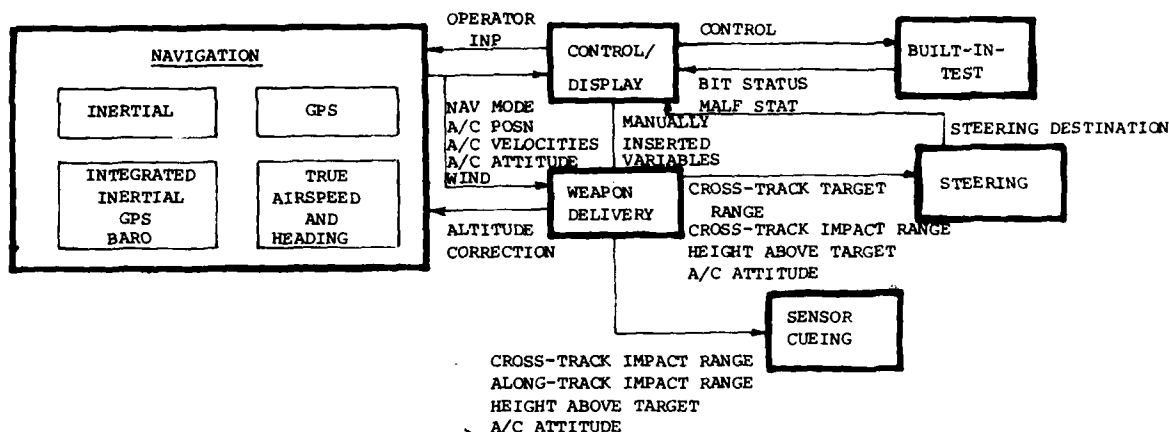 NAVIGATION
INERTIAL
GPS
INTEGRATED
INERTIAL
GPS
BARO
TRUE
AIRSPEED
AND
HEADING
OPERATOR
INP
CONTROL/
DISPLAY
CONTROL
BIT STATUS
MALF STAT
BUILT-IN-
TEST
NAV MODE
A/C POSN
A/C VELOCITIES
A/C ATTITUDE
WIND
MANUALLY
INSERTED
VARIABLES
STEERING DESTINATION
STEERING
WEAPON
DELIVERY
ALTITUDE
CORRECTION
CROSS-TRACK TARGET
RANGE
CROSS-TRACK IMPACT RANGE
HEIGHT ABOVE TARGET
A/C ATTITUDE
SENSOR
CUEING
CROSS-TRACK IMPACT RANGE
ALONG-TRACK IMPACT RANGE
HEIGHT ABOVE TARGET
A/C ATTITUDE